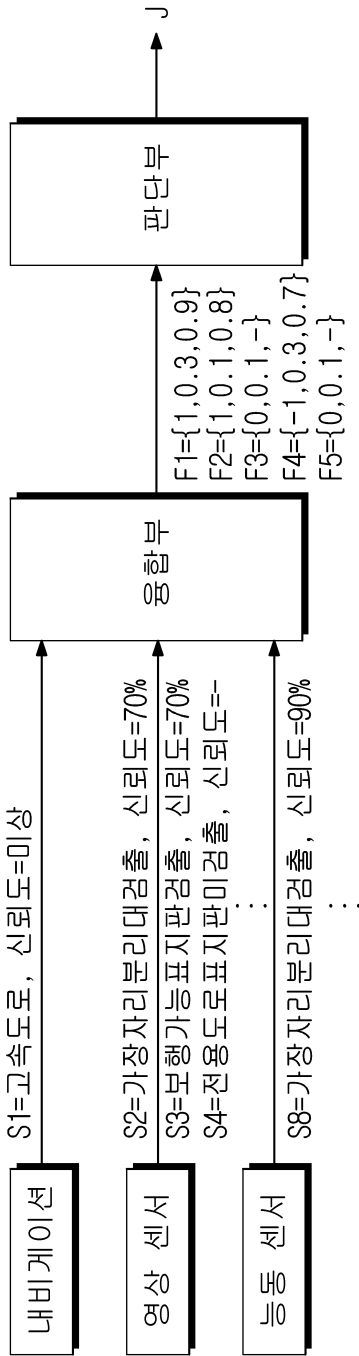 내비게이션
S1=고속도로, 신뢰도=미상
영상 센서
S2=가장자리분리대검출, 신뢰도=70%
S3=보행가능표지판검출, 신뢰도=70%
S4=전용도로표지판미검출, 신뢰도=-
능동 센서
S8=가장자리분리대검출, 신뢰도=90%
융합부
F1={1,0.3,0.9}
F2={1,0.1,0.8}
F3={0,0.1,-}
F4={-1,0.3,0.7}
F5={0,0.1,-}
판단부
J